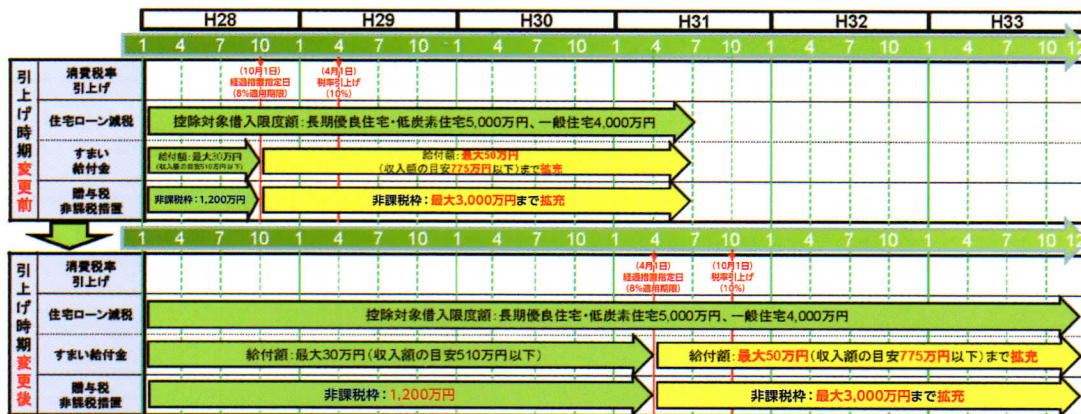 H28 H29 H30 H31 H32 H33
1 4 7 10 1 4 7 10 1 4 7 10 1 4 7 10 1 4 7 10 1 4 7 10 12
引上げ時期変更前
消費税率
引上げ
(10月1日)
経過措置指定日
(8%適用期限)
(4月1日)
税率引上げ
(10%)
住宅ローン減税
控除対象借入限度額:長期優良住宅・低炭素住宅5,000万円、一般住宅4,000万円
すまい
給付金
給付額:最大30万円
(収入額の目安510万円以下)
給付額:最大50万円
(収入額の目安775万円以下)まで拡充
贈与税
非課税措置
非課税枠:1,200万円
非課税枠:最大3,000万円まで拡充
1 4 7 10 1 4 7 10 1 4 7 10 1 4 7 10 1 4 7 10 1 4 7 10 12
引上げ時期変更後
消費税率
引上げ
(4月1日)
経過措置指定日
(8%適用期限)
(10月1日)
税率引上げ
(10%)
住宅ローン減税
控除対象借入限度額:長期優良住宅・低炭素住宅5,000万円、一般住宅4,000万円
すまい給付金
給付額:最大30万円(収入額の目安510万円以下)
給付額:最大50万円(収入額の目安775万円以下)まで拡充
贈与税
非課税措置
非課税枠:1,200万円
非課税枠:最大3,000万円まで拡充